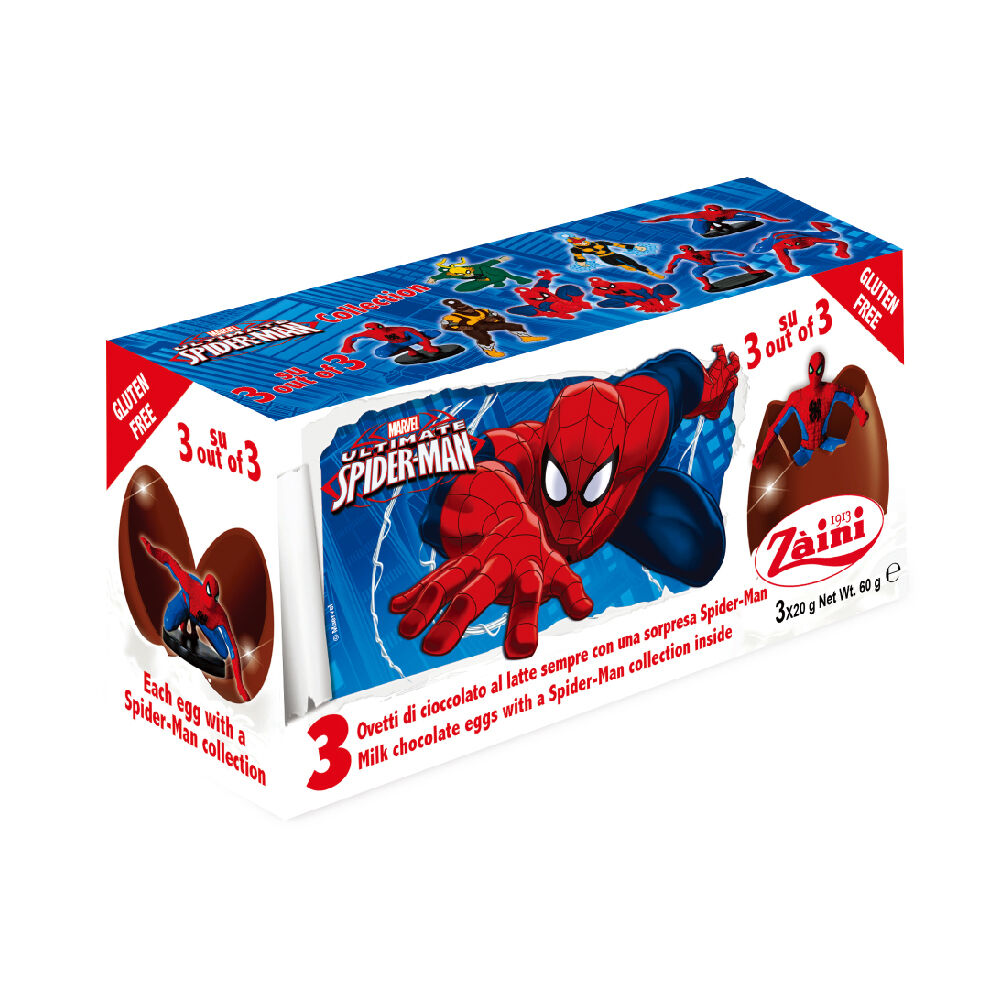 MARVEL
ULTIMATE
SPIDER-MAN
Collection
3 su out of 3
GLUTEN
FREE
3 su out of 3
Each egg with a
Spider-Man collection
MARVEL
ULTIMATE
SPIDER-MAN
© Marvel
3 su out of 3
GLUTEN
FREE
1913
Zàini
3x20 g Net Wt. 60 g e
3 Ovetti di cioccolato al latte sempre con una sorpresa Spider-Man
Milk chocolate eggs with a Spider-Man collection inside